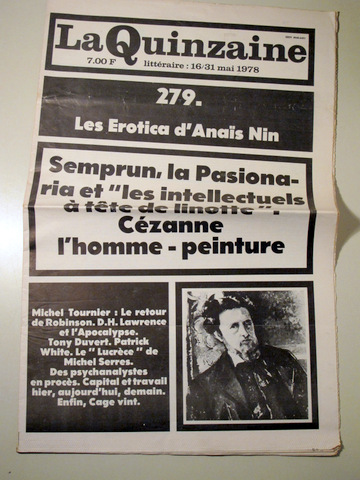 La Quinzaine
7.00 F littéraire : 16/31 mai 1978
279.
Les Erotica d'Anaïs Nin
Semprun, la Pasiona-
ria et "les intellectuels
à tête de linotte".
Cézanne
l'homme - peinture
Michel Tournier : Le retour
de Robinson. D.H. Lawrence
et l'Apocalypse.
Tony Duvert. Patrick
White. Le "Lucrèce" de
Michel Serres.
Des psychanalystes
en procès. Capital et travail
hier, aujourd'hui, demain.
Enfin, Cage vint.